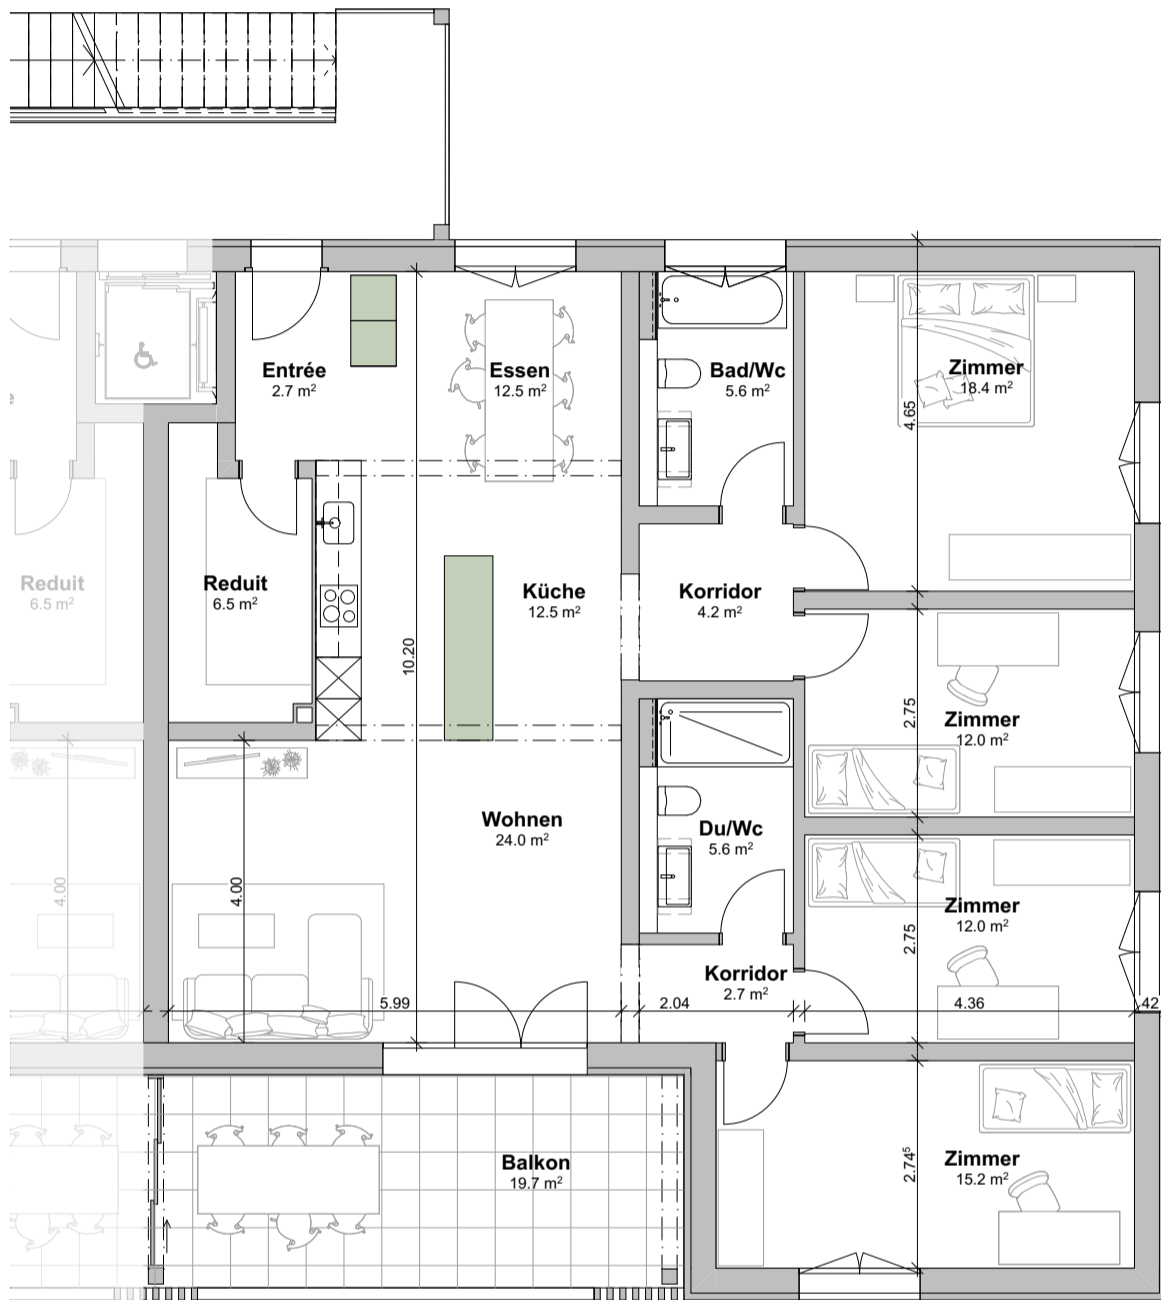 Entrée
2.7 m²
Essen
12.5 m²
Bad/Wc
5.6 m²
Zimmer
18.4 m²
4.65
e
Reduit
6.5 m²
Reduit
6.5 m²
Küche
12.5 m²
Korridor
4.2 m²
10.20
2.75
Zimmer
12.0 m²
Wohnen
24.0 m²
Du/Wc
5.6 m²
4.00
4.00
Zimmer
12.0 m²
2.75
Korridor
2.7 m²
5.99
2.04
4.36
42
Balkon
19.7 m²
2.74⁵
Zimmer
15.2 m²